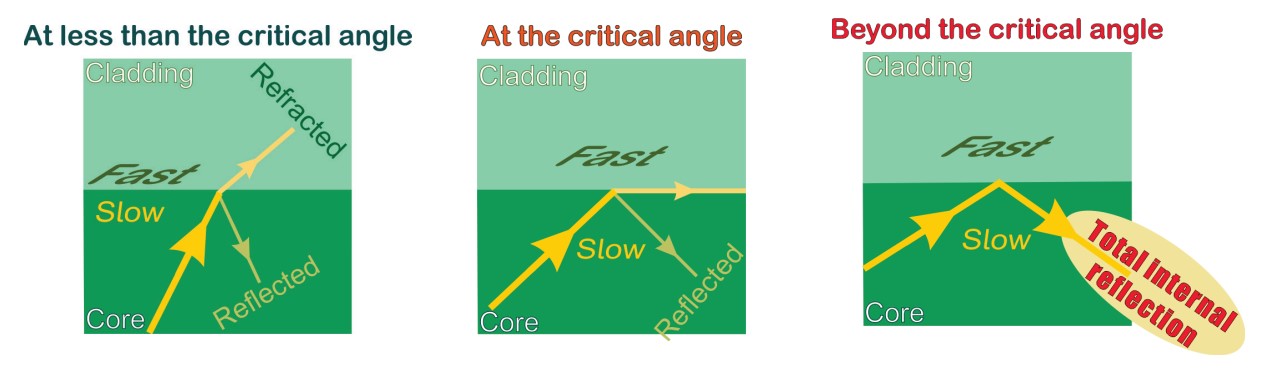 At less than the critical angle
Cladding
Refracted
Fast
Slow
Reflected
Core
At the critical angle
Cladding
Fast
Slow
Reflected
Core
Beyond the critical angle
Cladding
Fast
Slow
Total internal
reflection
Core